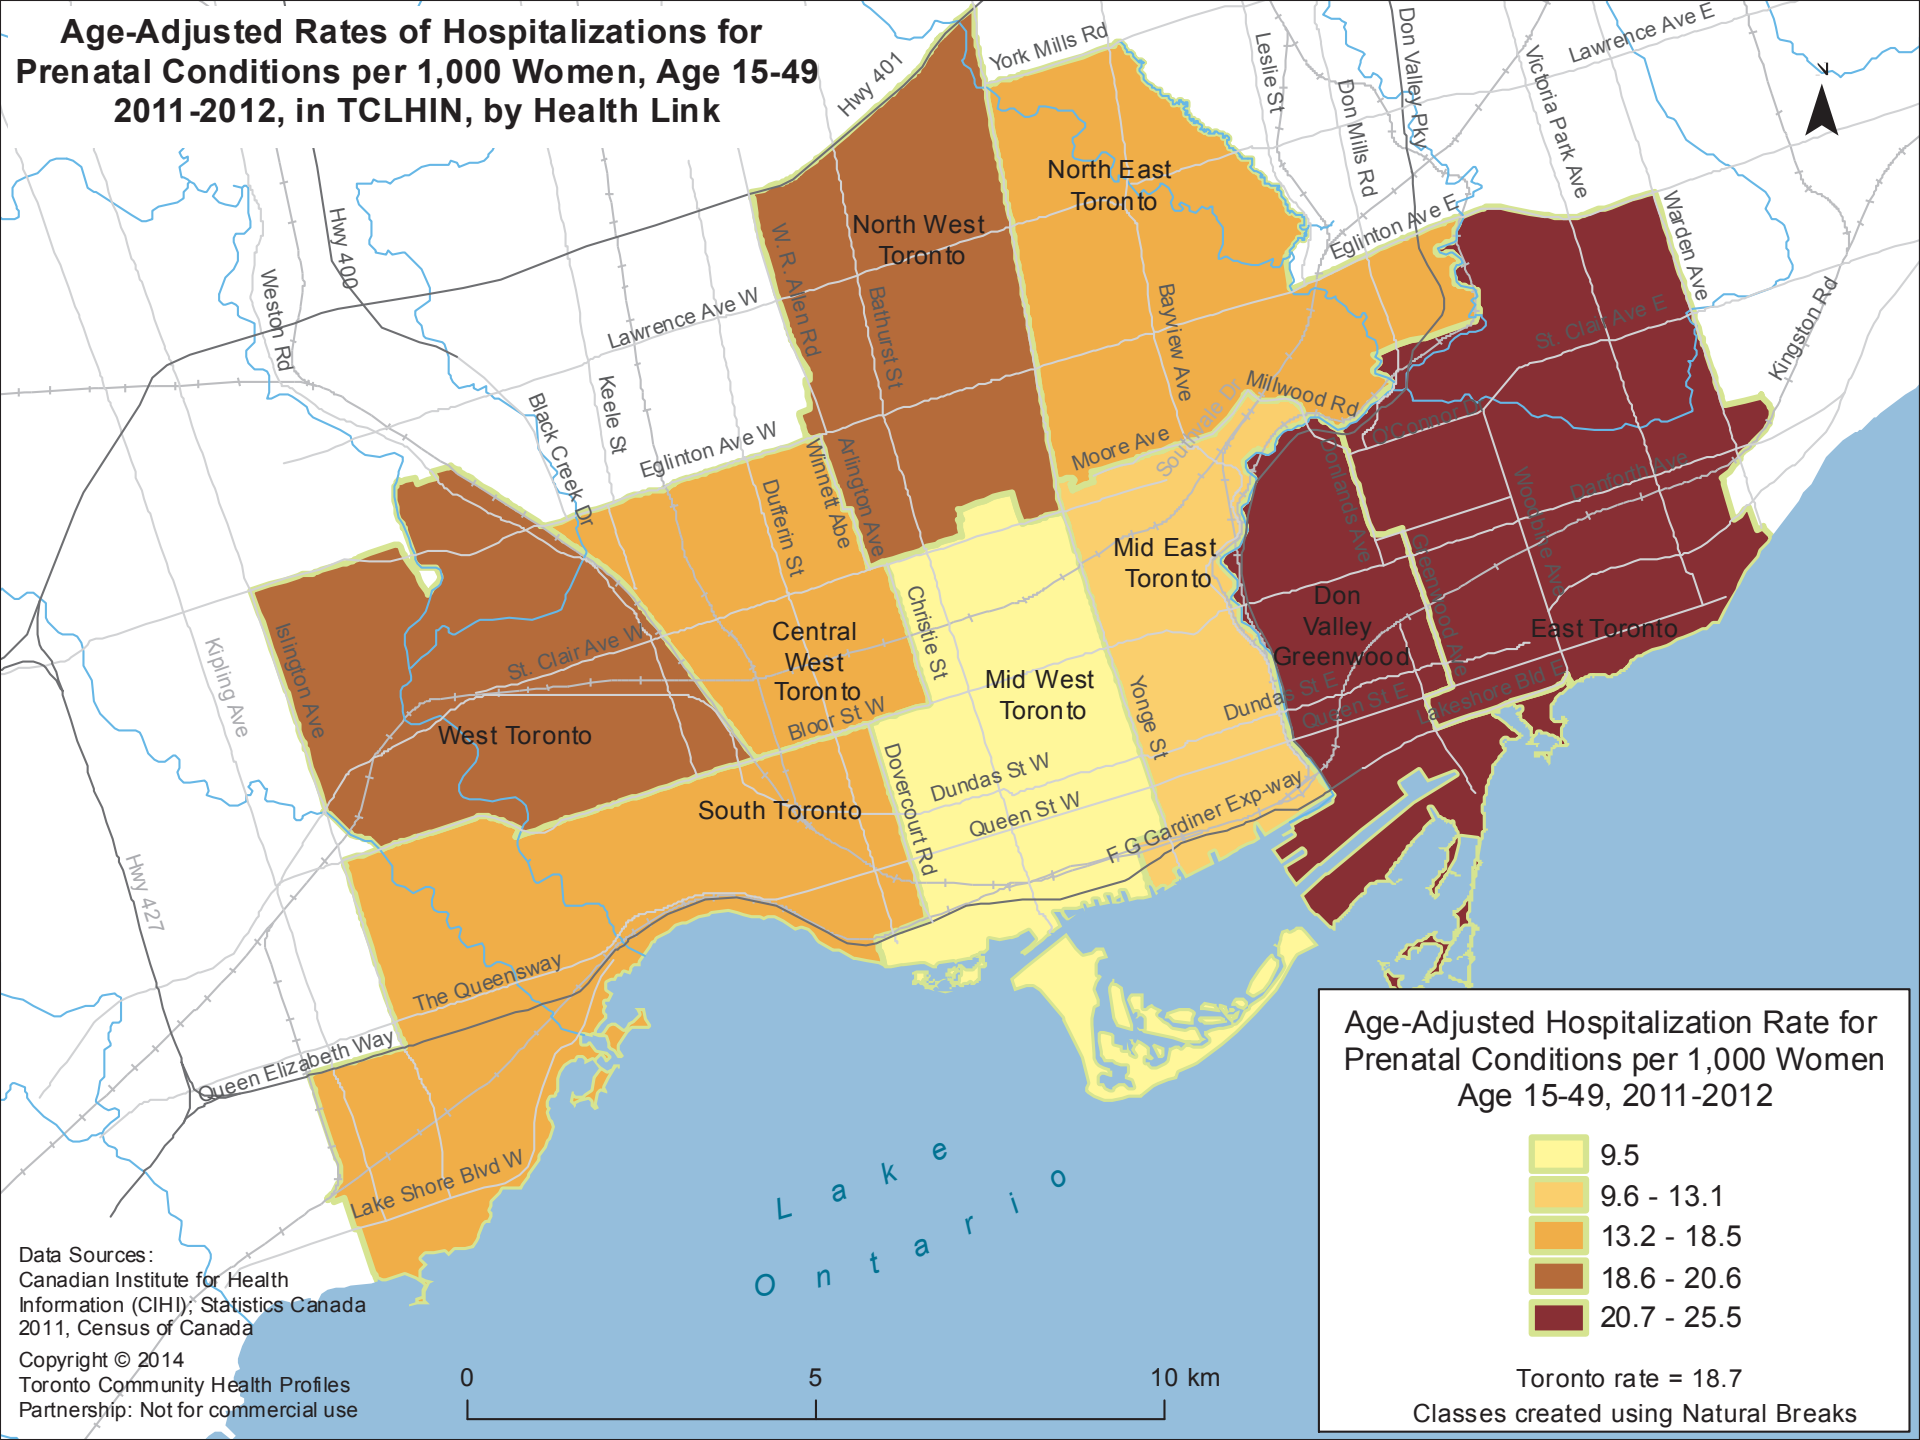 Age-Adjusted Rates of Hospitalizations for
Prenatal Conditions per 1,000 Women, Age 15-49
2011-2012, in TCLHIN, by Health Link
N
Hwy 401
York Mills Rd
Leslie St
Don Mills Rd
Don Valley Pky
Victoria Park Ave
Lawrence Ave E
Warden Ave
Kingston Rd
Eglinton Ave E
St. Clair Ave E
North East
Toronto
North West
Toronto
W. R. Allen Rd
Bathurst St
Bayview Ave
Hwy 400
Weston Rd
Lawrence Ave W
Black Creek Dr
Keele St
Eglinton Ave W
Dufferin St
Winnett Abe
Arlington Ave
Moore Ave
Southvale Dr
Millwood Rd
O'Connor Dr
Donlands Ave
Danforth Ave
Woodbine Ave
Greenwood Ave
Mid East
Toronto
Don
Valley
Greenwood
East Toronto
Central
West
Toronto
Christie St
Mid West
Toronto
Kipling Ave
Islington Ave
St. Clair Ave W
West Toronto
Bloor St W
Yonge St
Dundas St E
Queen St E
Lakeshore Bld E
South Toronto
Dovercourt Rd
Dundas St W
Queen St W
F G Gardiner Exp-way
Hwy 427
The Queensway
Queen Elizabeth Way
Lake Shore Blvd W
Lake
Ontario
Age-Adjusted Hospitalization Rate for
Prenatal Conditions per 1,000 Women
Age 15-49, 2011-2012
9.5
9.6 - 13.1
13.2 - 18.5
18.6 - 20.6
20.7 - 25.5
Toronto rate = 18.7
Classes created using Natural Breaks
Data Sources:
Canadian Institute for Health
Information (CIHI); Statistics Canada
2011, Census of Canada
Copyright © 2014
Toronto Community Health Profiles
Partnership: Not for commercial use
0 5 10 km